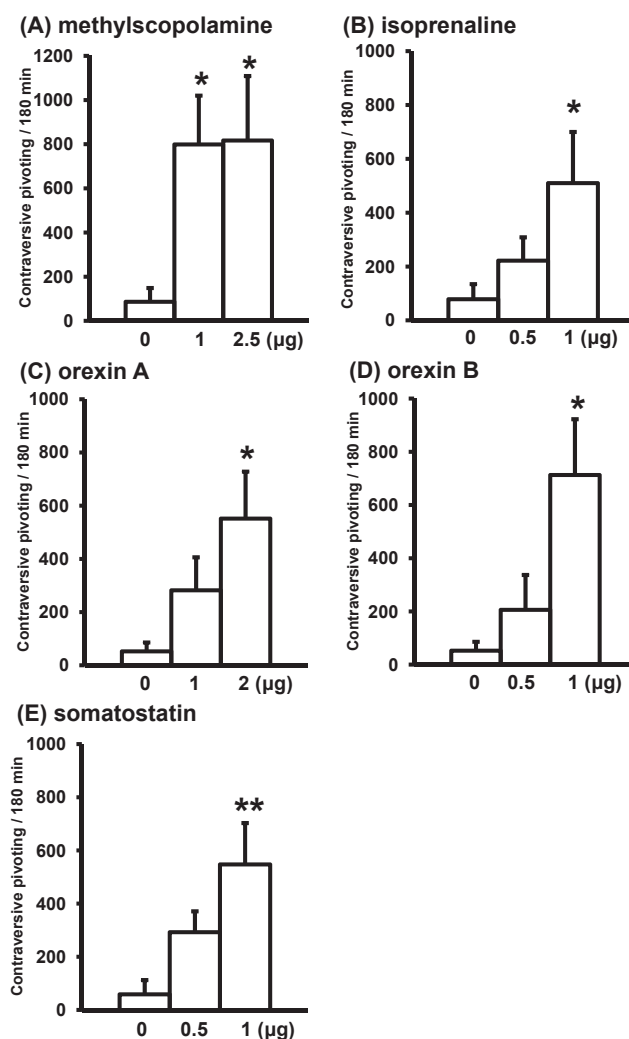 (A) methylscopolamine
Contraversive pivoting / 180 min
1200
1000
800
600
400
200
0
* *
0 1 2.5 (µg)
(B) isoprenaline
Contraversive pivoting / 180 min
1000
800
600
400
200
0
*
0 0.5 1 (µg)
(C) orexin A
Contraversive pivoting / 180 min
1000
800
600
400
200
0
*
0 1 2 (µg)
(D) orexin B
Contraversive pivoting / 180 min
1000
800
600
400
200
0
*
0 0.5 1 (µg)
(E) somatostatin
Contraversive pivoting / 180 min
1000
800
600
400
200
0
**
0 0.5 1 (µg)